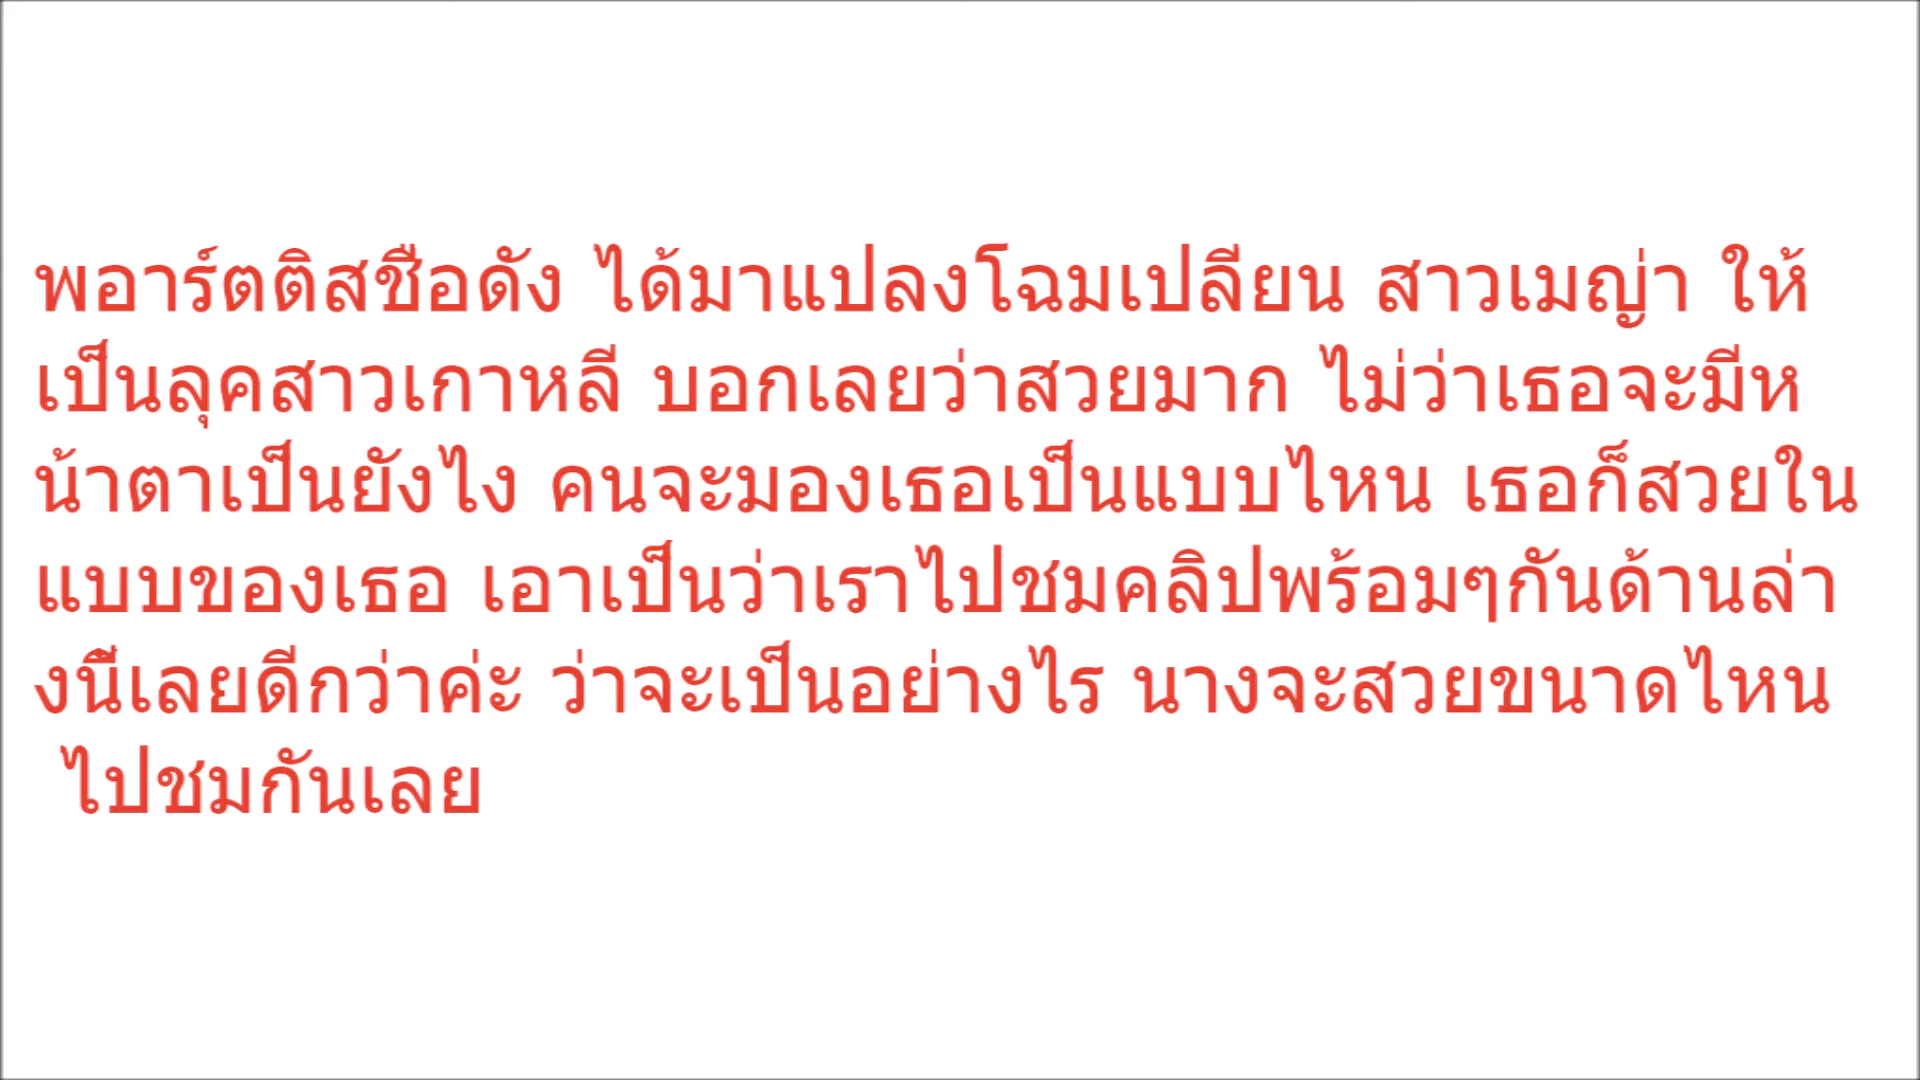 พอาร์ตติสชื่อดัง ได้มาแปลงโฉมเปลี่ยน สาวเมญ่า ให้
เป็นลุคสาวเกาหลี บอกเลยว่าสวยมาก ไม่ว่าเธอจะมีห
น้าตาเป็นยังไง คนจะมองเธอเป็นแบบไหน เธอก็สวยใน
แบบของเธอ เอาเป็นว่าเราไปชมคลิปพร้อมๆกันด้านล่า
งนี้เลยดีกว่าค่ะ ว่าจะเป็นอย่างไร นางจะสวยขนาดไหน
ไปชมกันเลย